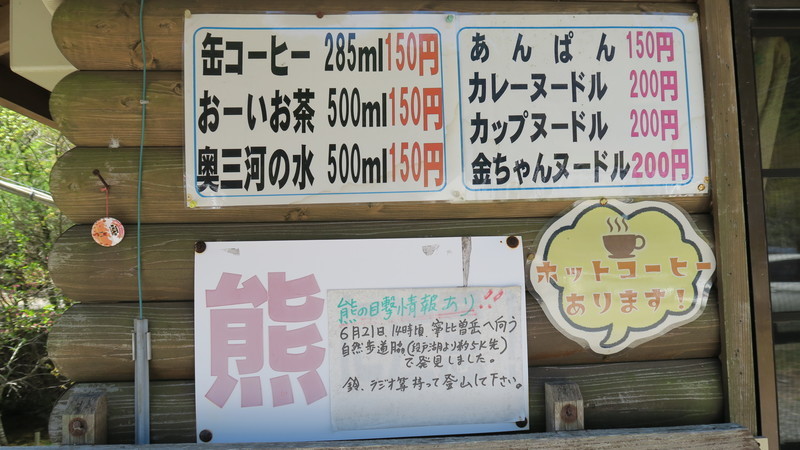 缶コーヒー 285ml 150円
おーいお茶 500ml 150円
奥三河の水 500ml 150円
あんぱん 150円
カレーヌードル 200円
カップヌードル 200円
金ちゃんヌードル 200円
ホットコーヒー
あります!
熊
熊の目撃情報あり!!
6月21日、14時頃、寧比曽岳へ向う
自然歩道脇(段戸湖より約5K先)
で発見しました。
鈴、ラジオ等持って登山して下さい。